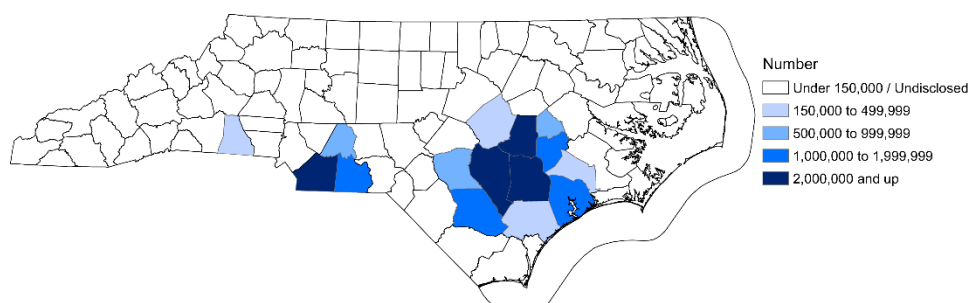 Number
Under 150,000 / Undisclosed
150,000 to 499,999
500,000 to 999,999
1,000,000 to 1,999,999
2,000,000 and up